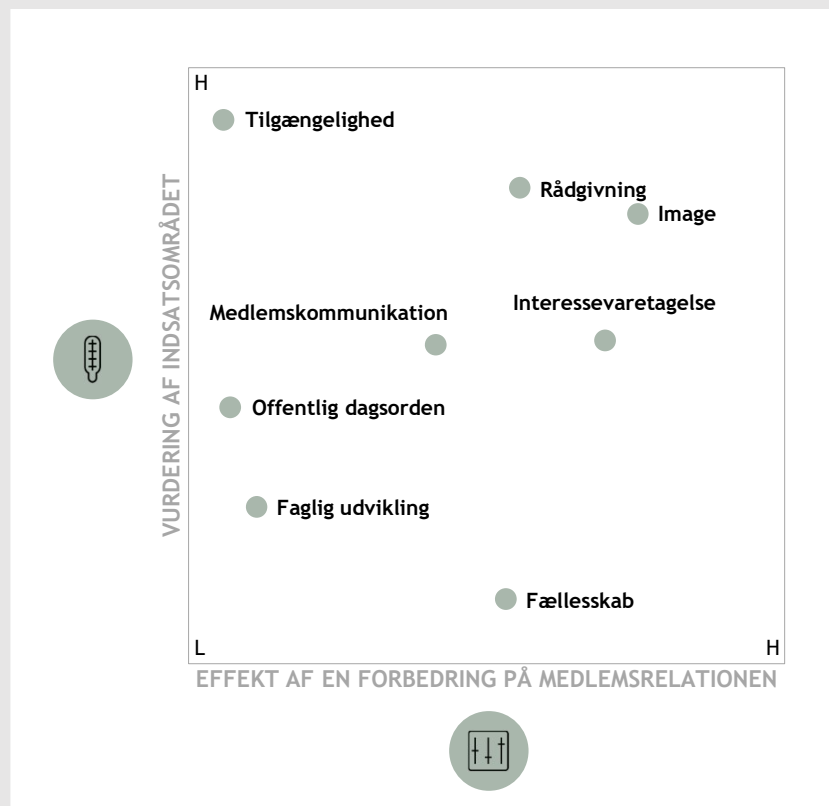 H
Tilgængelighed
Rådgivning
Image
Interessevaretagelse
Medlemskommunikation
Offentlig dagsorden
Faglig udvikling
Fællesskab
L
H
VURDERING AF INDSATSOMRÅDET
EFFEKT AF EN FORBEDRING PÅ MEDLEMSRELATIONEN